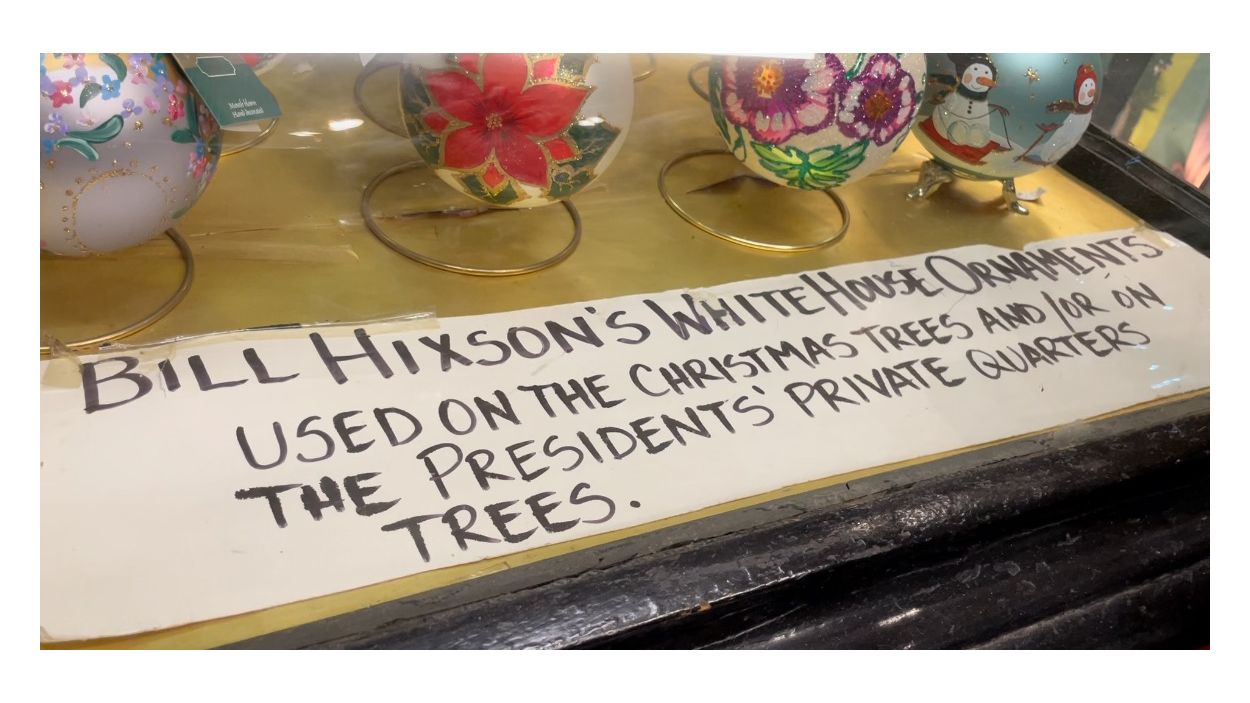 BILL HIXSON'S WHITE HOUSE ORNAMENTS
USED ON THE CHRISTMAS TREES AND/OR ON
THE PRESIDENTS' PRIVATE QUARTERS
TREES.